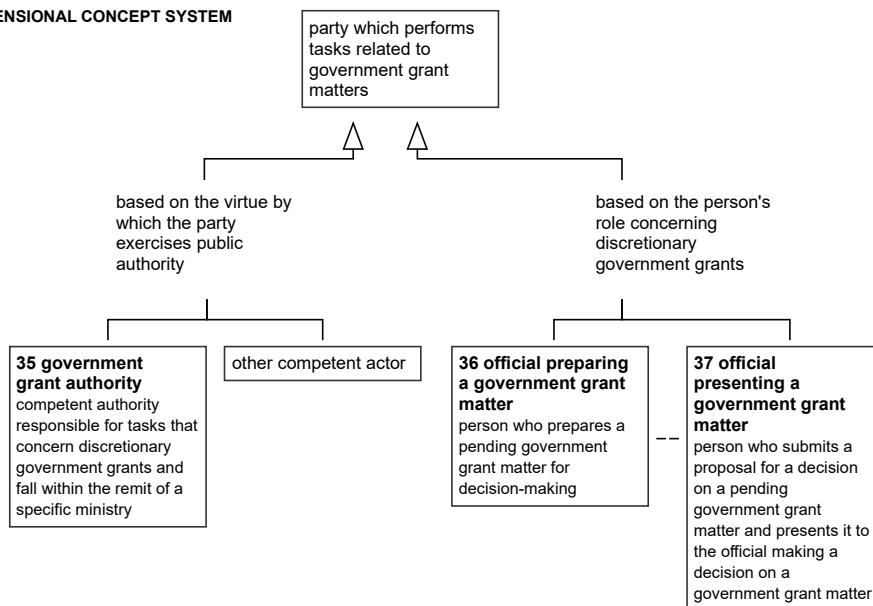 CONCEPT SYSTEM
party which performs
tasks related to
government grant
matters
based on the virtue by
which the party
exercises public
authority
based on the person's
role concerning
discretionary
government grants
35 government
grant authority
competent authority
responsible for tasks that
concern discretionary
government grants and
fall within the remit of a
specific ministry
other competent actor
36 official preparing
a government grant
matter
person who prepares a
pending government
grant matter for
decision-making
37 official
presenting a
government grant
matter
person who submits a
proposal for a decision
on a pending
government grant
matter and presents it to
the official making a
decision on a
government grant matter